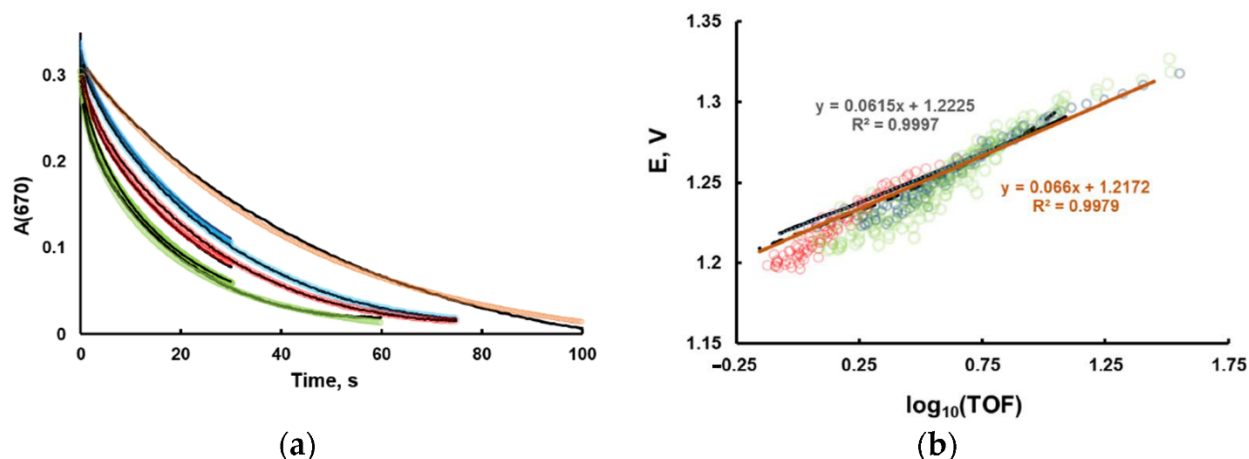 A(670)
0.3
0.2
0.1
0
0
20
40
60
80
100
Time, s
(a)
E, V
1.35
1.3
1.25
1.2
1.15
y = 0.0615x + 1.2225
R² = 0.9997
y = 0.066x + 1.2172
R² = 0.9979
−0.25
0.25
0.75
1.25
1.75
log₁₀(TOF)
(b)